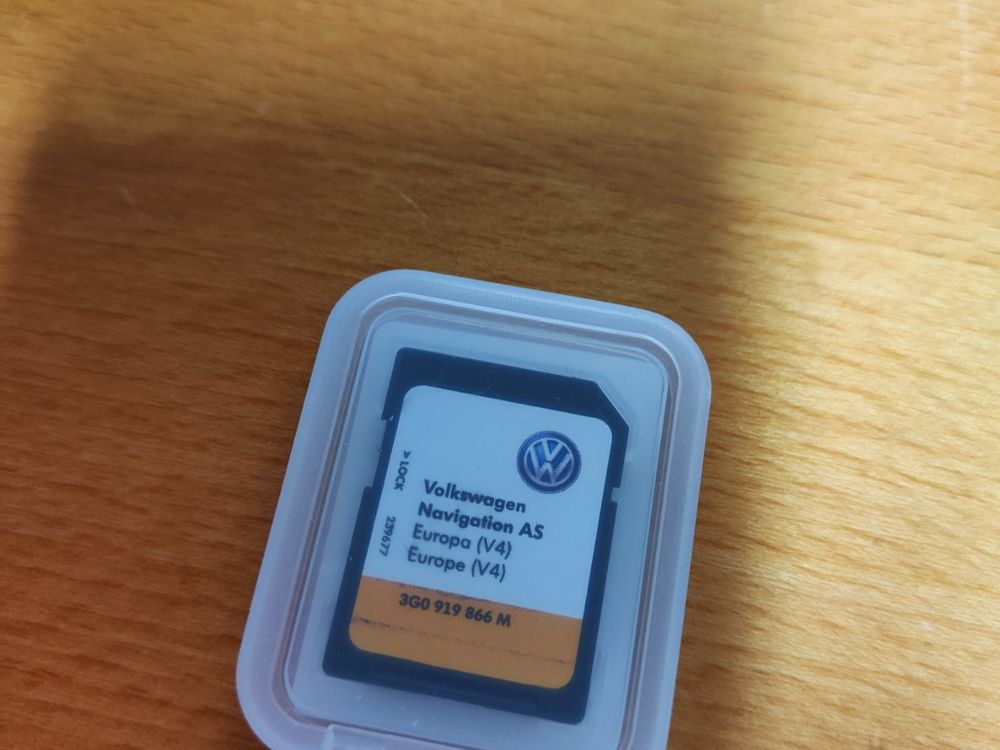 VW
Volkswagen
Navigation AS
Europa (V4)
Europe (V4)
3G0 919 866 M
> LOCK 239677